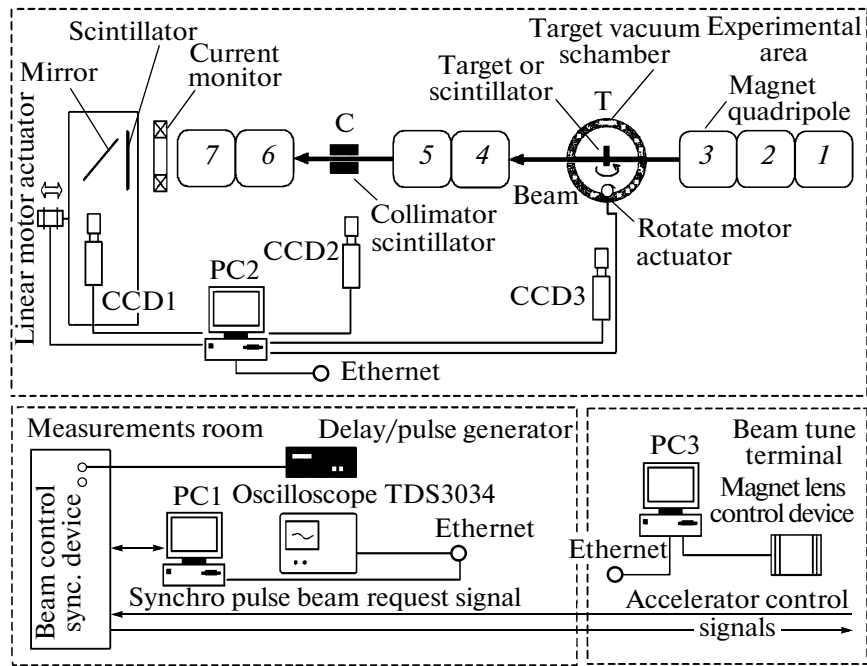 Scintillator
Mirror
Current
monitor
Target vacuum
schamber
Experimental
area
Target or
scintillator
T
Magnet
quadripole
C
7
6
5
4
3
2
1
Linear motor actuator
Beam
Collimator
scintillator
Rotate motor
actuator
CCD1
PC2
CCD2
CCD3
Ethernet
Measurements room
Delay/pulse generator
PC1
Oscilloscope TDS3034
Ethernet
Beam control
sync. device
Synchro pulse beam request signal
PC3
Beam tune
terminal
Magnet lens
control device
Ethernet
Accelerator control
signals